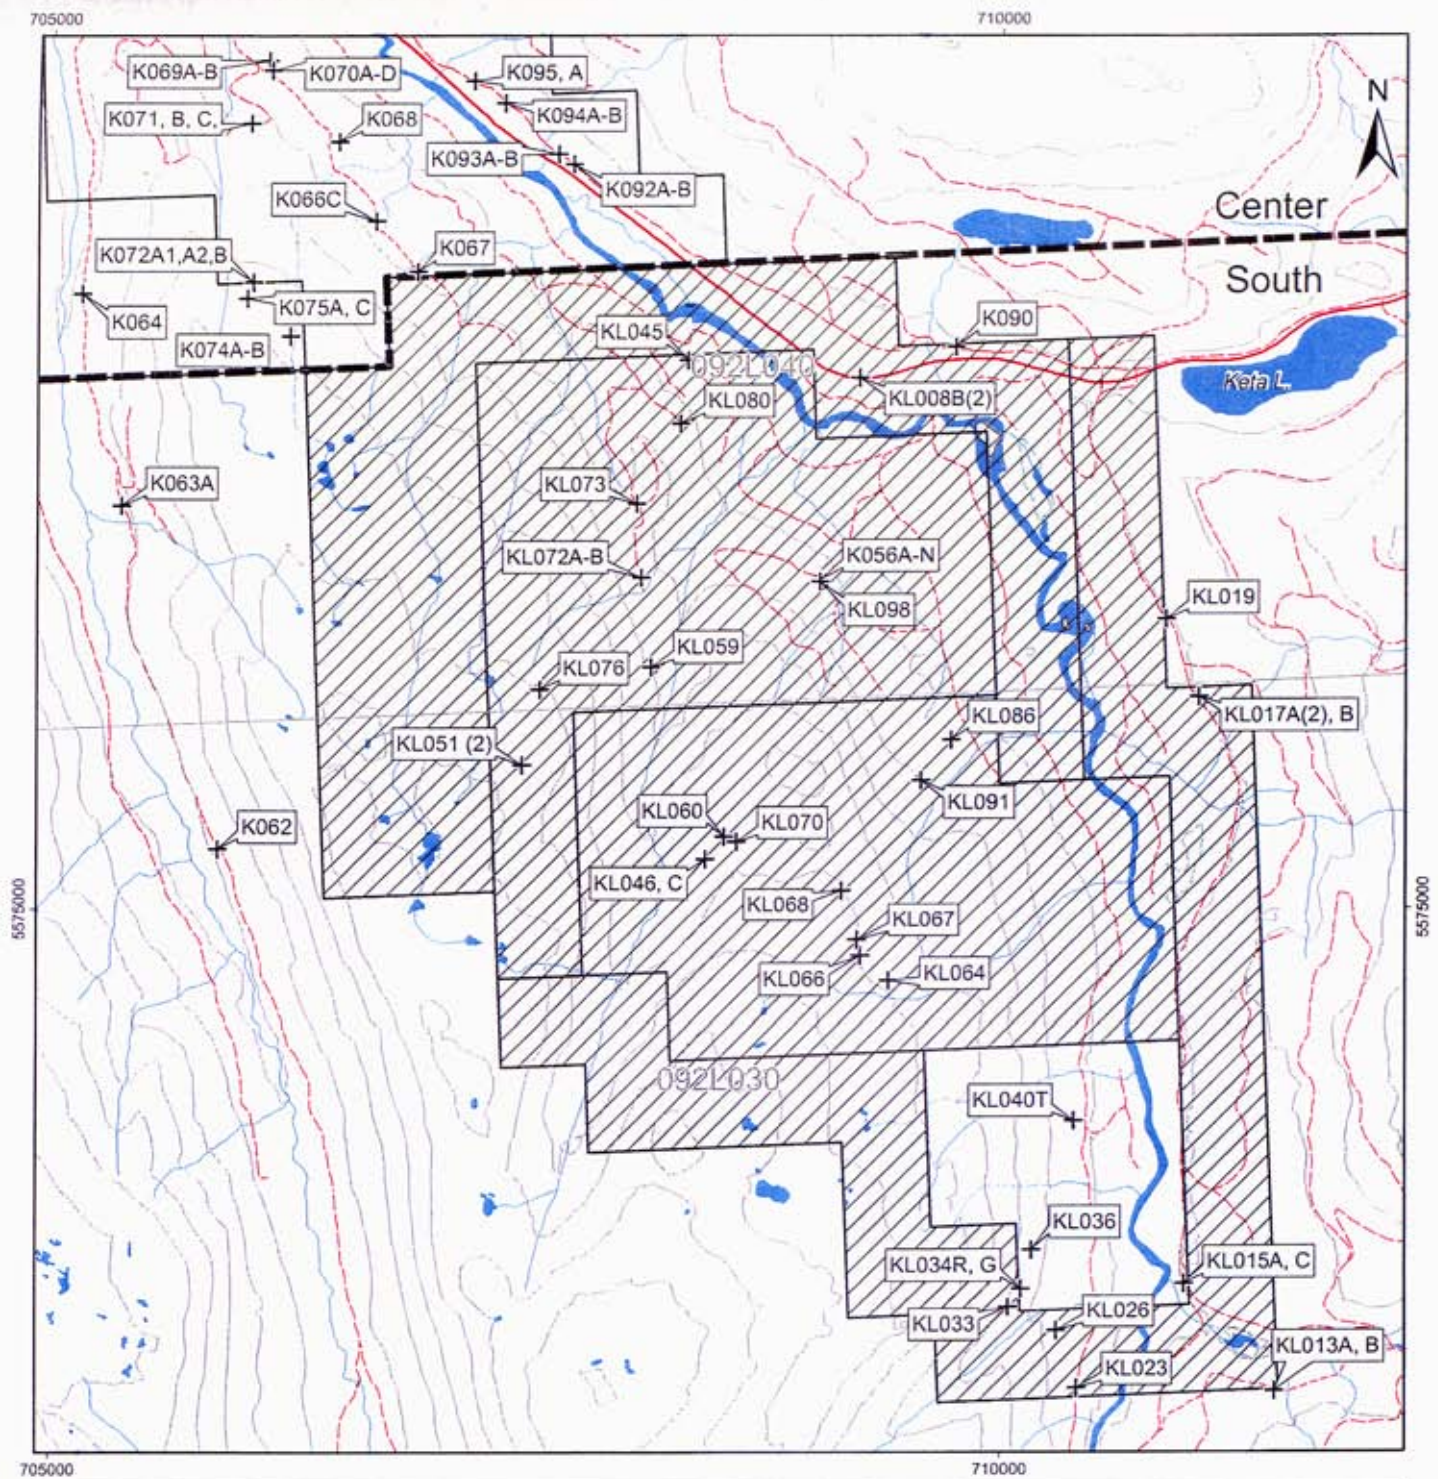 705000
710000
K069A-B
K070A-D
K095, A
K071, B, C,
K068
K094A-B
N
K093A-B
K092A-B
K066C
Center
K072A1,A2,B
K067
South
K064
K075A, C
K074A-B
KL045
K090
092L040
Keta L.
KL080
KL008B(2)
K063A
KL073
KL072A-B
K056A-N
KL098
KL019
KL059
KL076
KL086
KL017A(2), B
KL051 (2)
KL091
KL060
KL070
K062
KL046, C
KL068
KL067
5575000
5575000
KL066
KL064
092L030
KL040T
KL036
KL034R, G
KL015A, C
KL033
KL026
KL013A, B
KL023
705000
710000